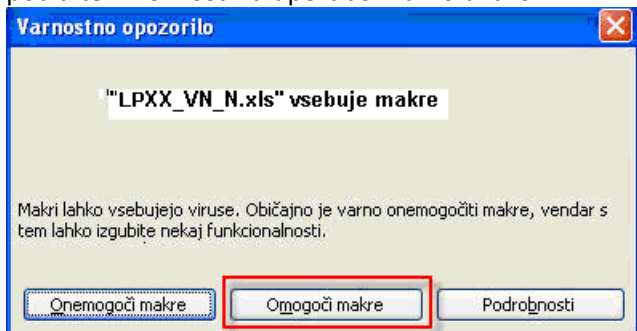 Varnostno opozorilo
"LPXX_VN_N.xls" vsebuje makre
Makri lahko vsebujejo viruse. Običajno je varno onemogočiti makre, vendar s
tem lahko izgubite nekaj funkcionalnosti.
Onemogoči makre
Omogoči makre
Podrobnosti